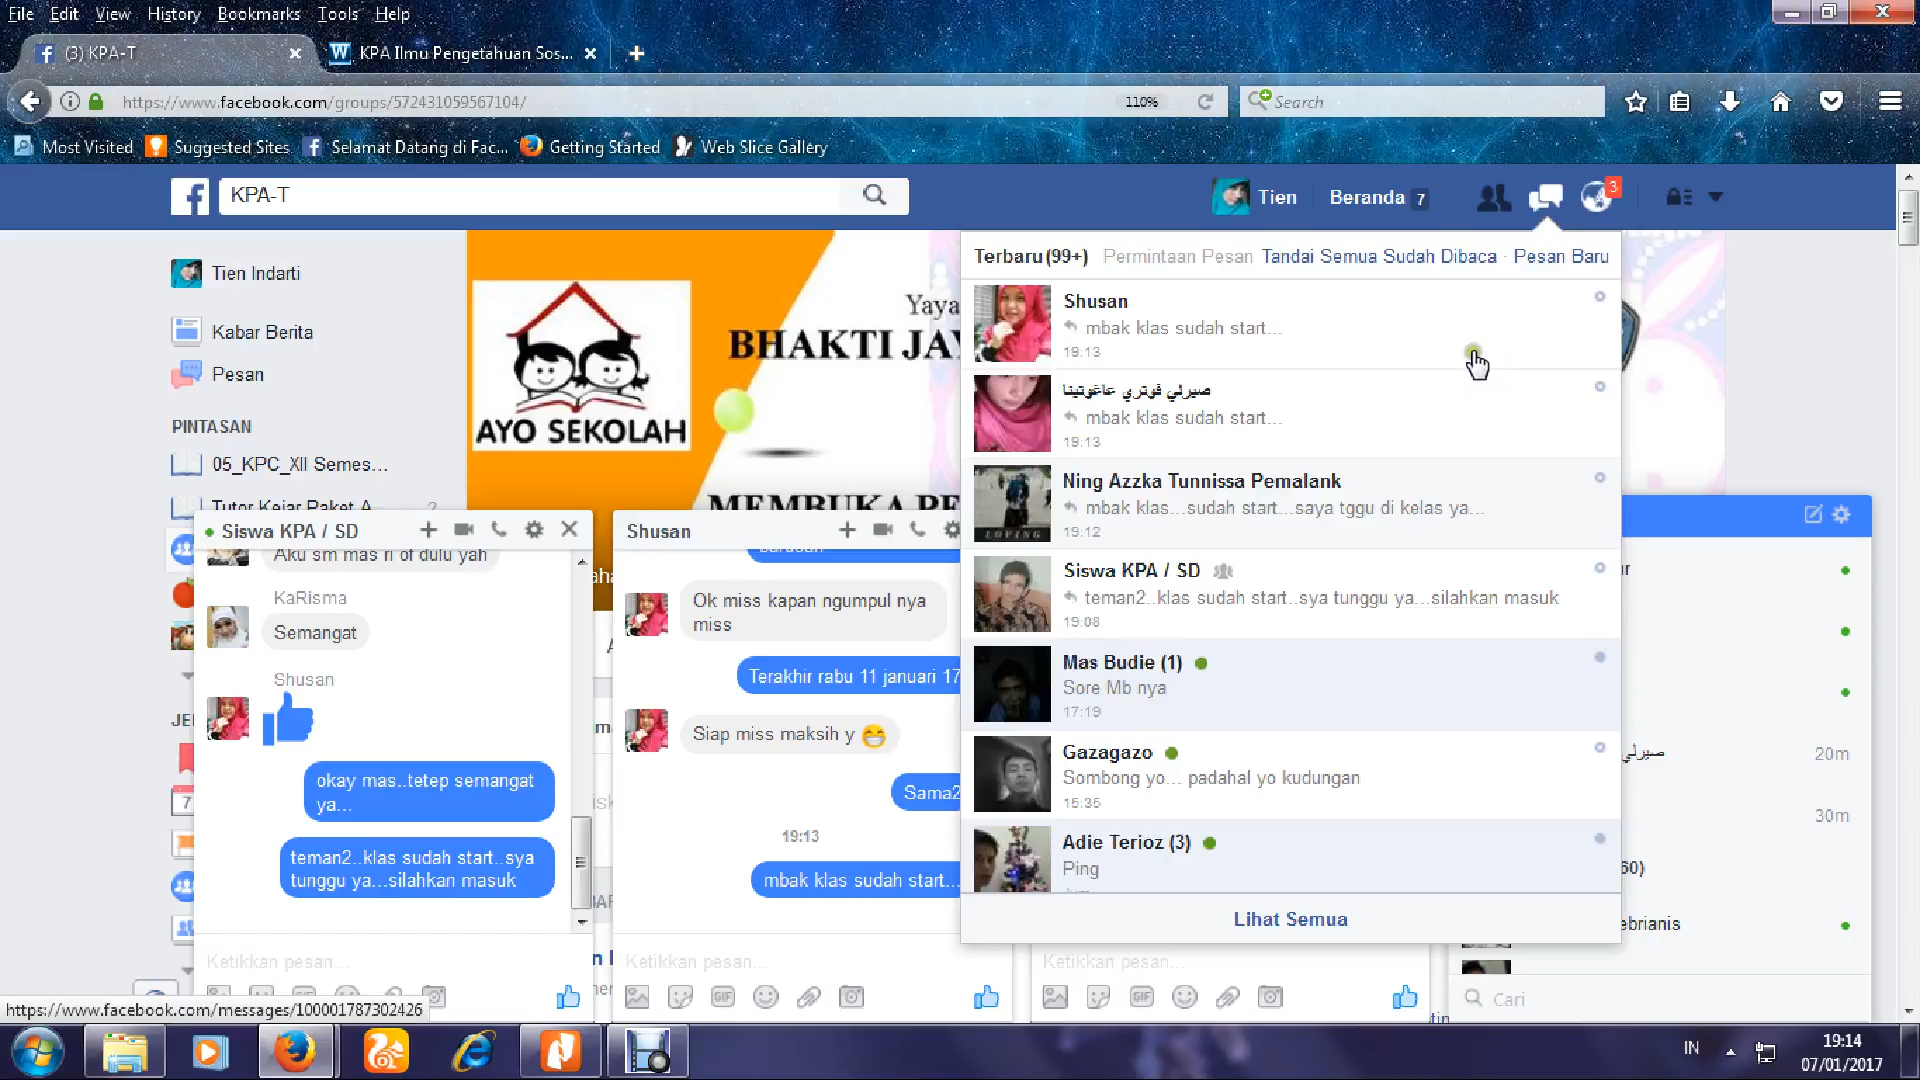 File Edit View History Bookmarks Tools Help
(3) KPA-T
KPA Ilmu Pengetahuan Sos...
https://www.facebook.com/groups/572431059567104/
110%
Search
Most Visited
Suggested Sites
Selamat Datang di Fac...
Getting Started
Web Slice Gallery
KPA-T
Tien
Beranda 7
3
Tien Indarti
Kabar Berita
Pesan
PINTASAN
05_KPC_XII Semes...
Tutor Kejar Paket A
AYO SEKOLAH
Yaya
BHAKTI JAY
MEMBUKA PE
Terbaru(99+)
Permintaan Pesan
Tandai Semua Sudah Dibaca · Pesan Baru
Shusan
mbak klas sudah start...
19:13
صيرلي فوتري عاغوتينا
mbak klas sudah start...
19:13
Ning Azzka Tunnissa Pemalank
mbak klas...sudah start...saya tggu di kelas ya...
19:12
Siswa KPA / SD
teman2..klas sudah start..sya tunggu ya...silahkan masuk
19:08
Mas Budie (1)
Sore Mb nya
17:19
Gazagazo
Sombong yo... padahal yo kudungan
15:35
Adie Terioz (3)
Ping
Lihat Semua
Siswa KPA / SD
Aku sm mas ri of dulu yah
KaRisma
Semangat
Shusan
okay mas..tetep semangat
ya...
teman2..klas sudah start..sya
tunggu ya...silahkan masuk
Ketikkan pesan...
Shusan
Ok miss kapan ngumpul nya
miss
Terakhir rabu 11 januari 17
Siap miss maksih y
Sama2
19:13
mbak klas sudah start...
Ketikkan pesan...
Ketikkan pesan...
صيرلي
20m
30m
60)
ebrianis
Cari
https://www.facebook.com/messages/100001787302426
IN
19:14
07/01/2017